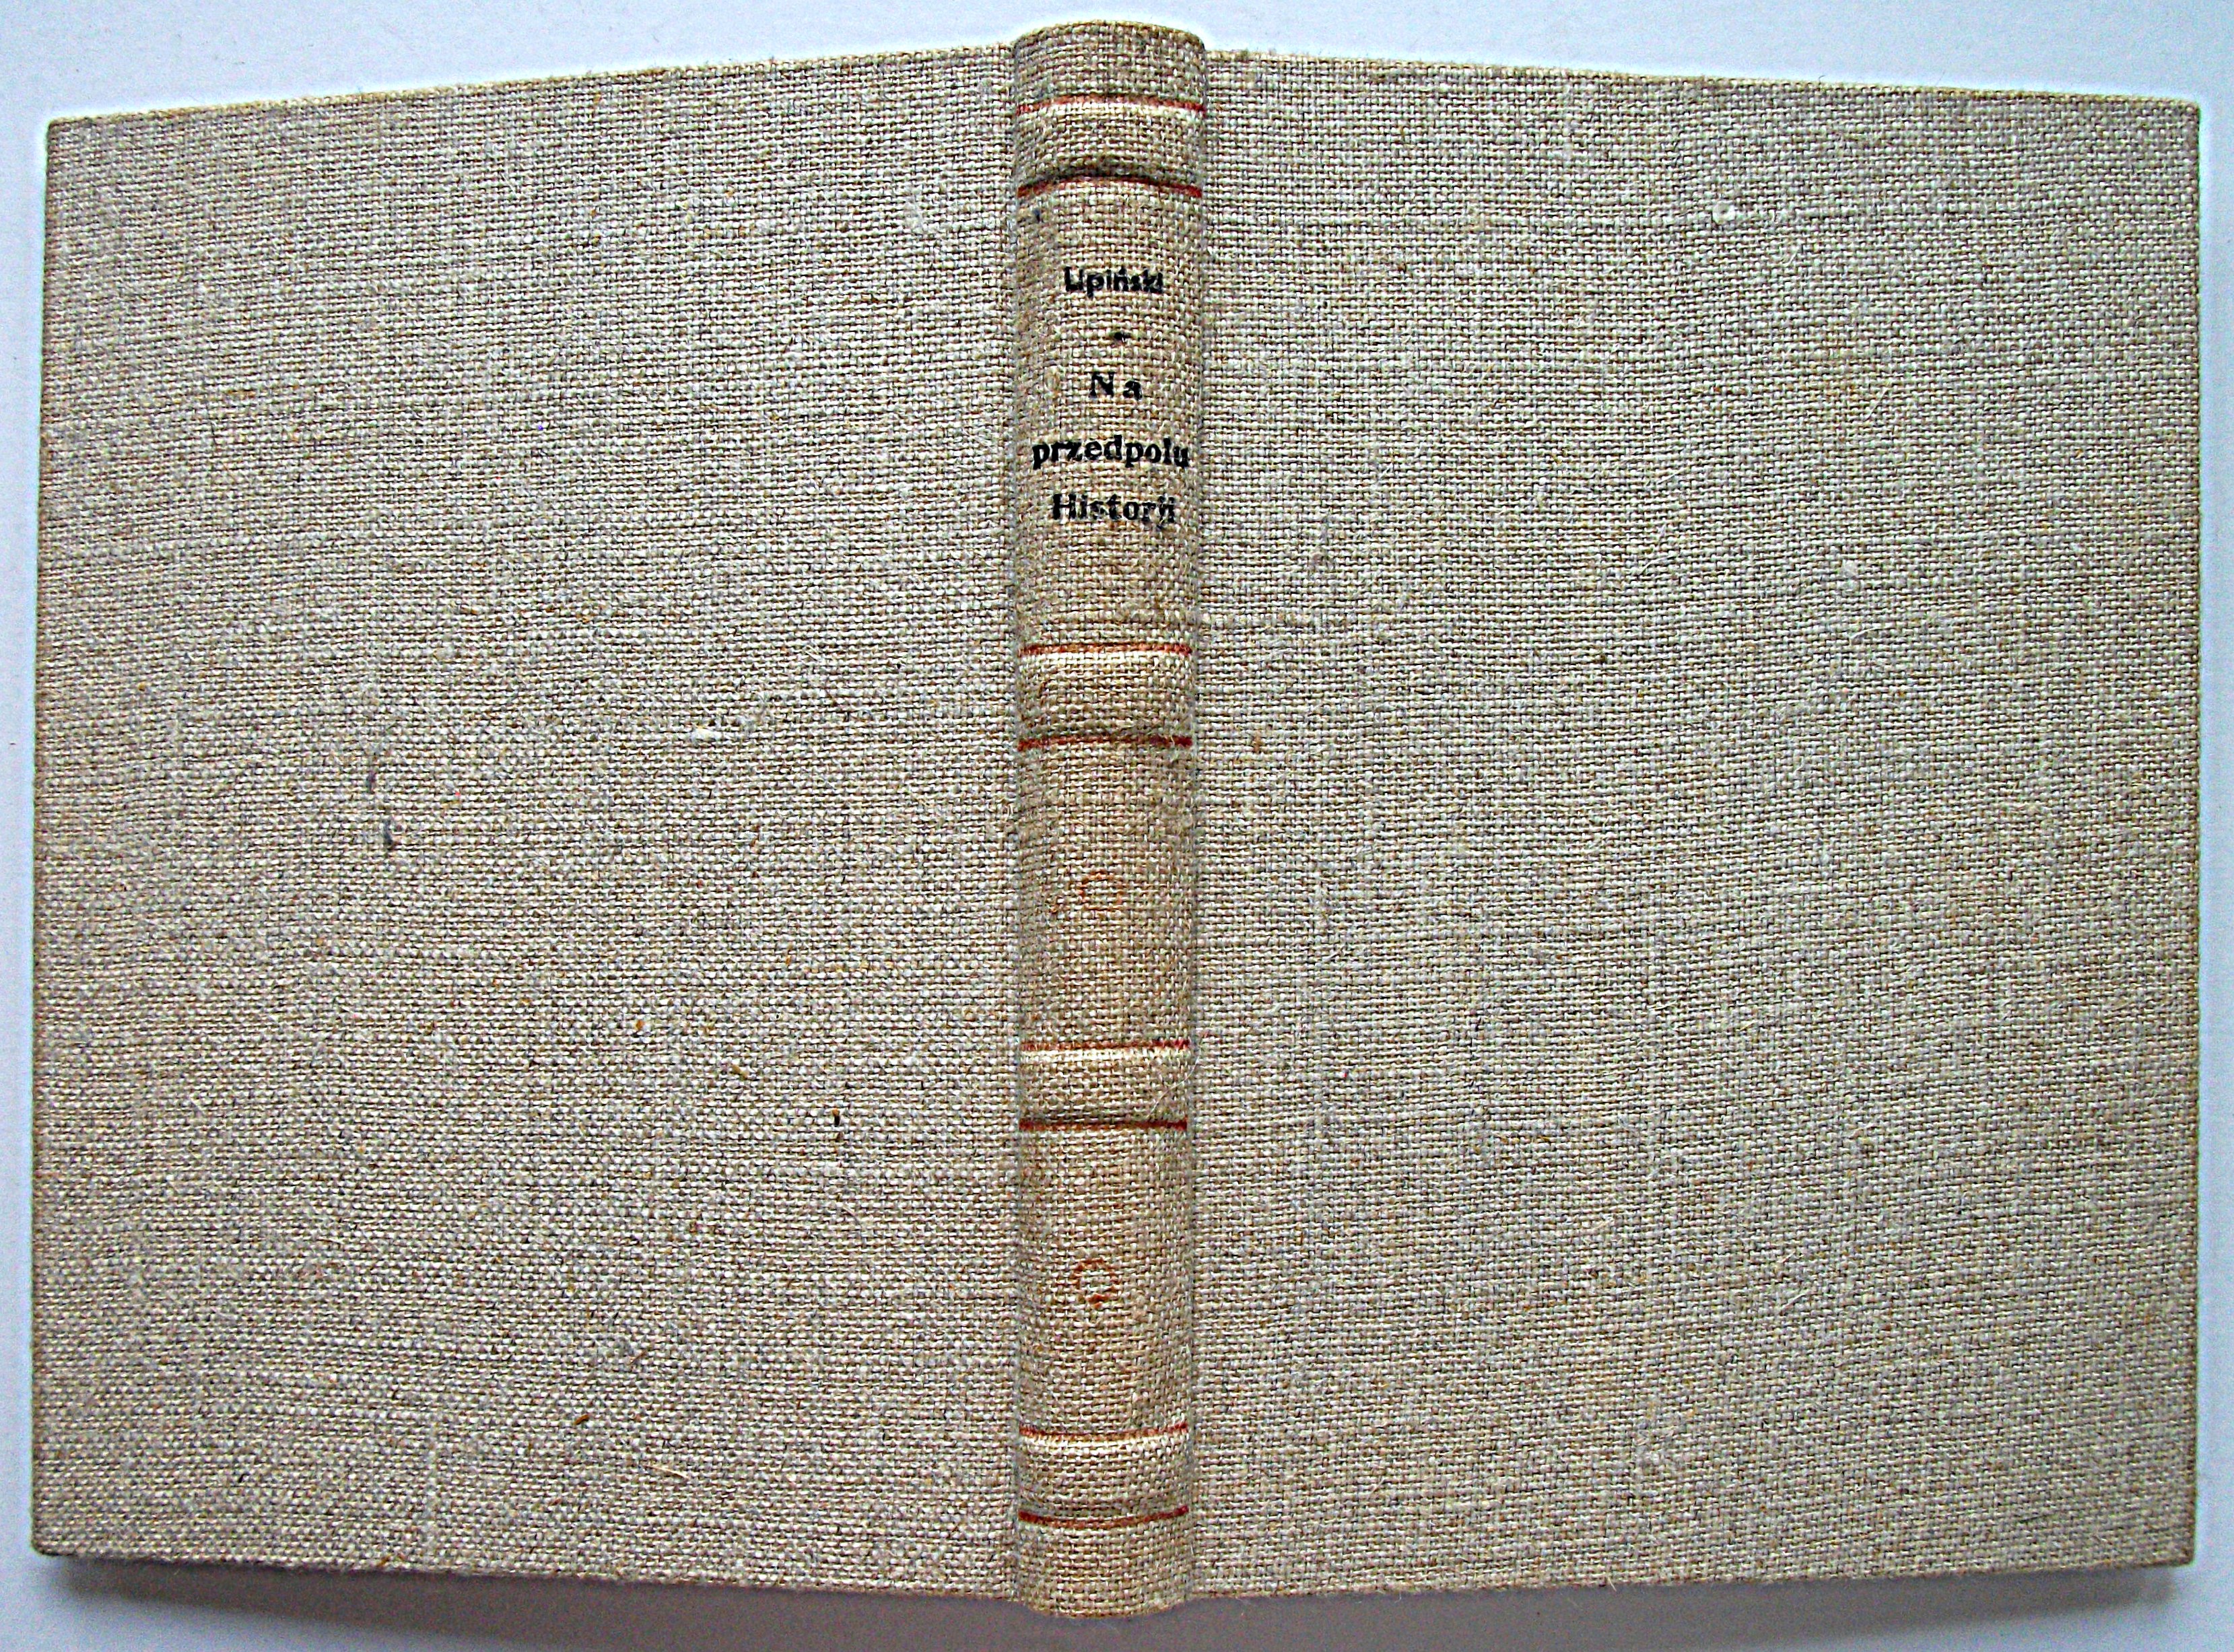 Lipiński
*
Na
przedpolu
Historji